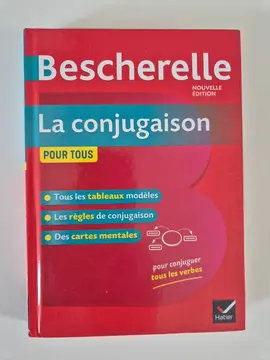 Bescherelle
NOUVELLE
ÉDITION
La conjugaison
POUR TOUS
Tous les tableaux modèles
Les règles de conjugaison
Des cartes mentales
pour conjuguer
tous les verbes
Hatier